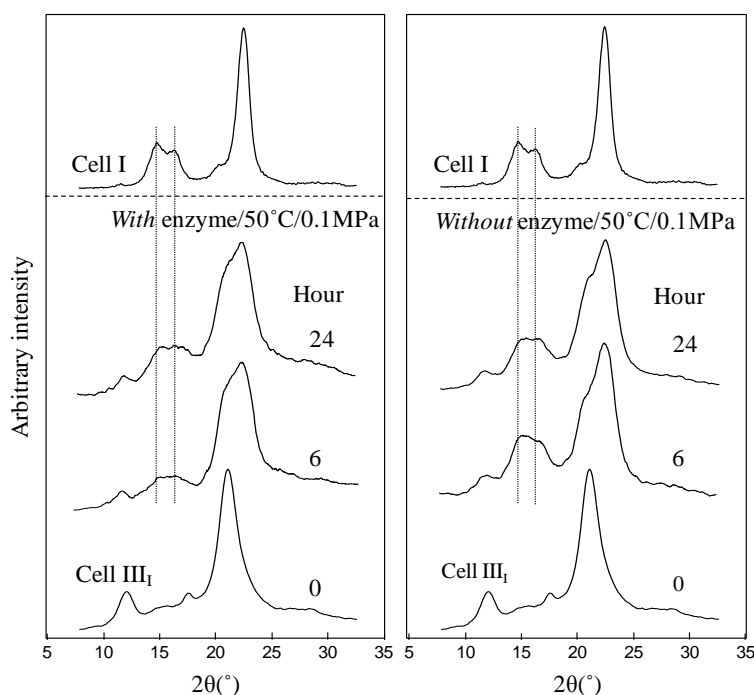 Cell I
With enzyme/50˚C/0.1MPa
Hour
24
6
Cell III_I
0
5 10 15 20 25 30 35
2θ(˚)
Arbitrary intensity
Cell I
Without enzyme/50˚C/0.1MPa
Hour
24
6
Cell III_I
0
5 10 15 20 25 30 35
2θ(˚)